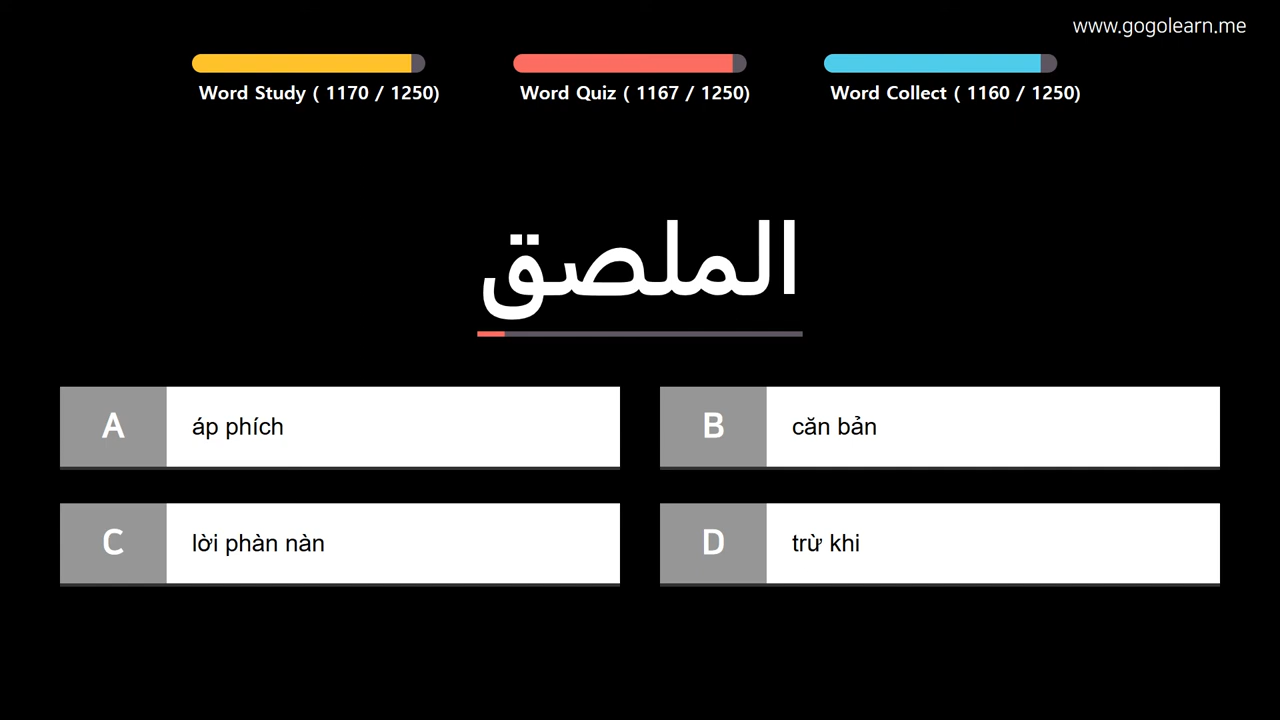 www.gogolearn.me
Word Study ( 1170 / 1250)
Word Quiz ( 1167 / 1250)
Word Collect ( 1160 / 1250)
الملصق
A áp phích
B căn bản
C lời phàn nàn
D trừ khi